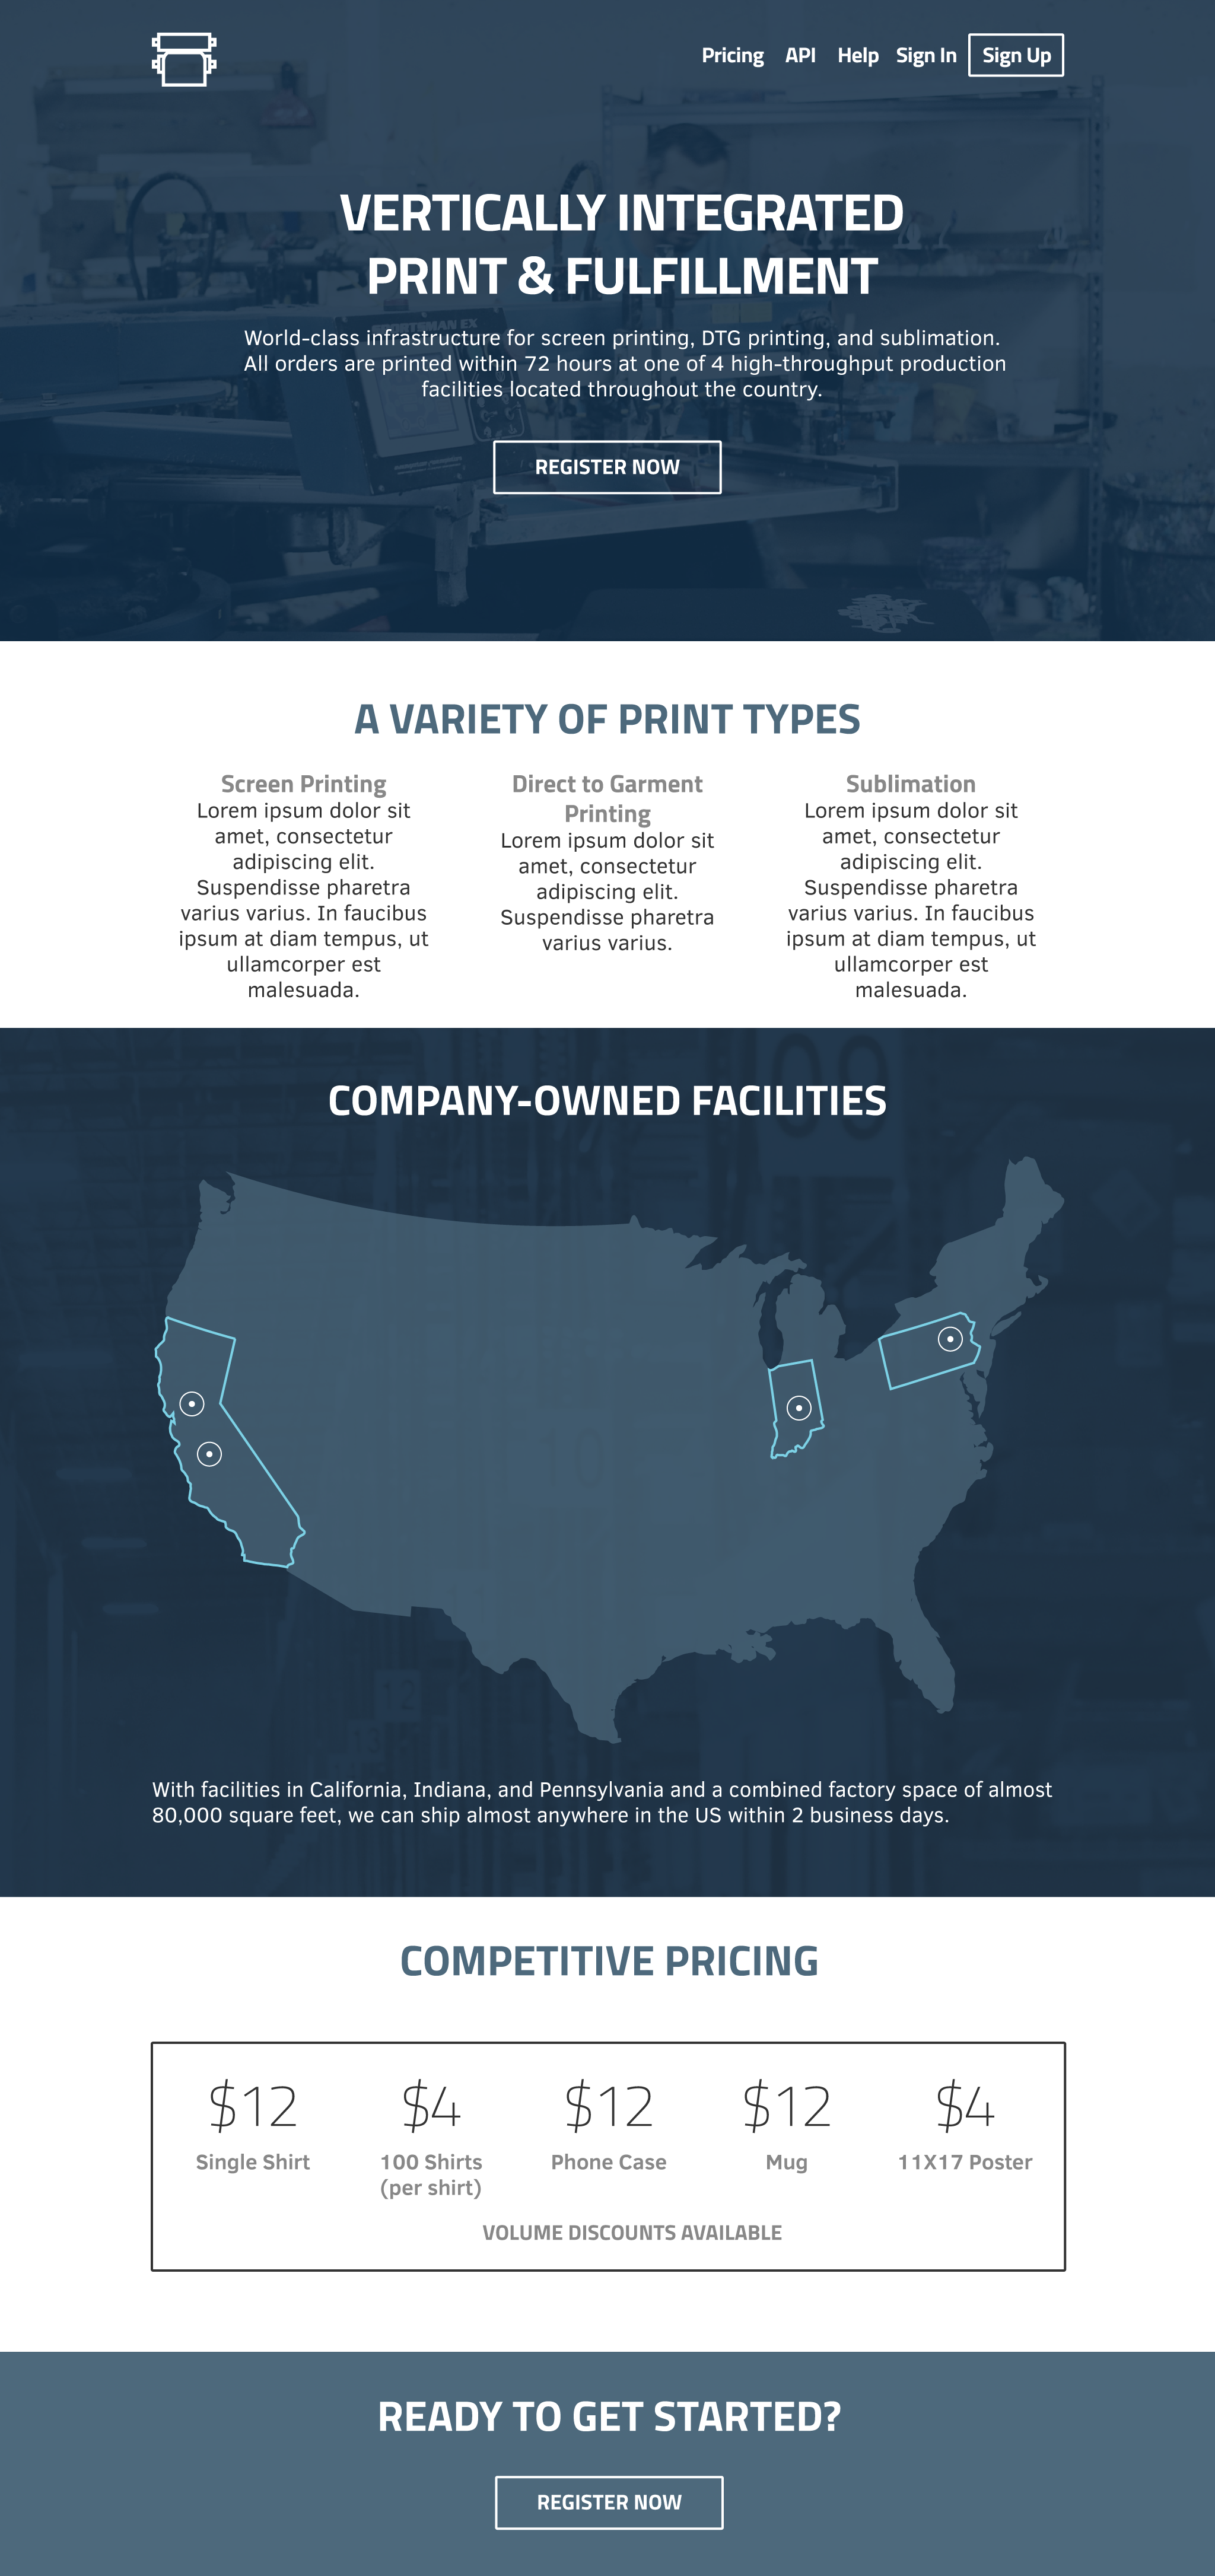 Pricing API Help Sign In Sign Up
VERTICALLY INTEGRATED
PRINT & FULFILLMENT
World-class infrastructure for screen printing, DTG printing, and sublimation.
All orders are printed within 72 hours at one of 4 high-throughput production
facilities located throughout the country.
REGISTER NOW
A VARIETY OF PRINT TYPES
Screen Printing
Lorem ipsum dolor sit
amet, consectetur
adipiscing elit.
Suspendisse pharetra
varius varius. In faucibus
ipsum at diam tempus, ut
ullamcorper est
malesuada.
Direct to Garment
Printing
Lorem ipsum dolor sit
amet, consectetur
adipiscing elit.
Suspendisse pharetra
varius varius.
Sublimation
Lorem ipsum dolor sit
amet, consectetur
adipiscing elit.
Suspendisse pharetra
varius varius. In faucibus
ipsum at diam tempus, ut
ullamcorper est
malesuada.
COMPANY-OWNED FACILITIES
12
With facilities in California, Indiana, and Pennsylvania and a combined factory space of almost
80,000 square feet, we can ship almost anywhere in the US within 2 business days.
COMPETITIVE PRICING
$12
Single Shirt
$4
100 Shirts
(per shirt)
$12
Phone Case
$12
Mug
$4
11X17 Poster
VOLUME DISCOUNTS AVAILABLE
READY TO GET STARTED?
REGISTER NOW